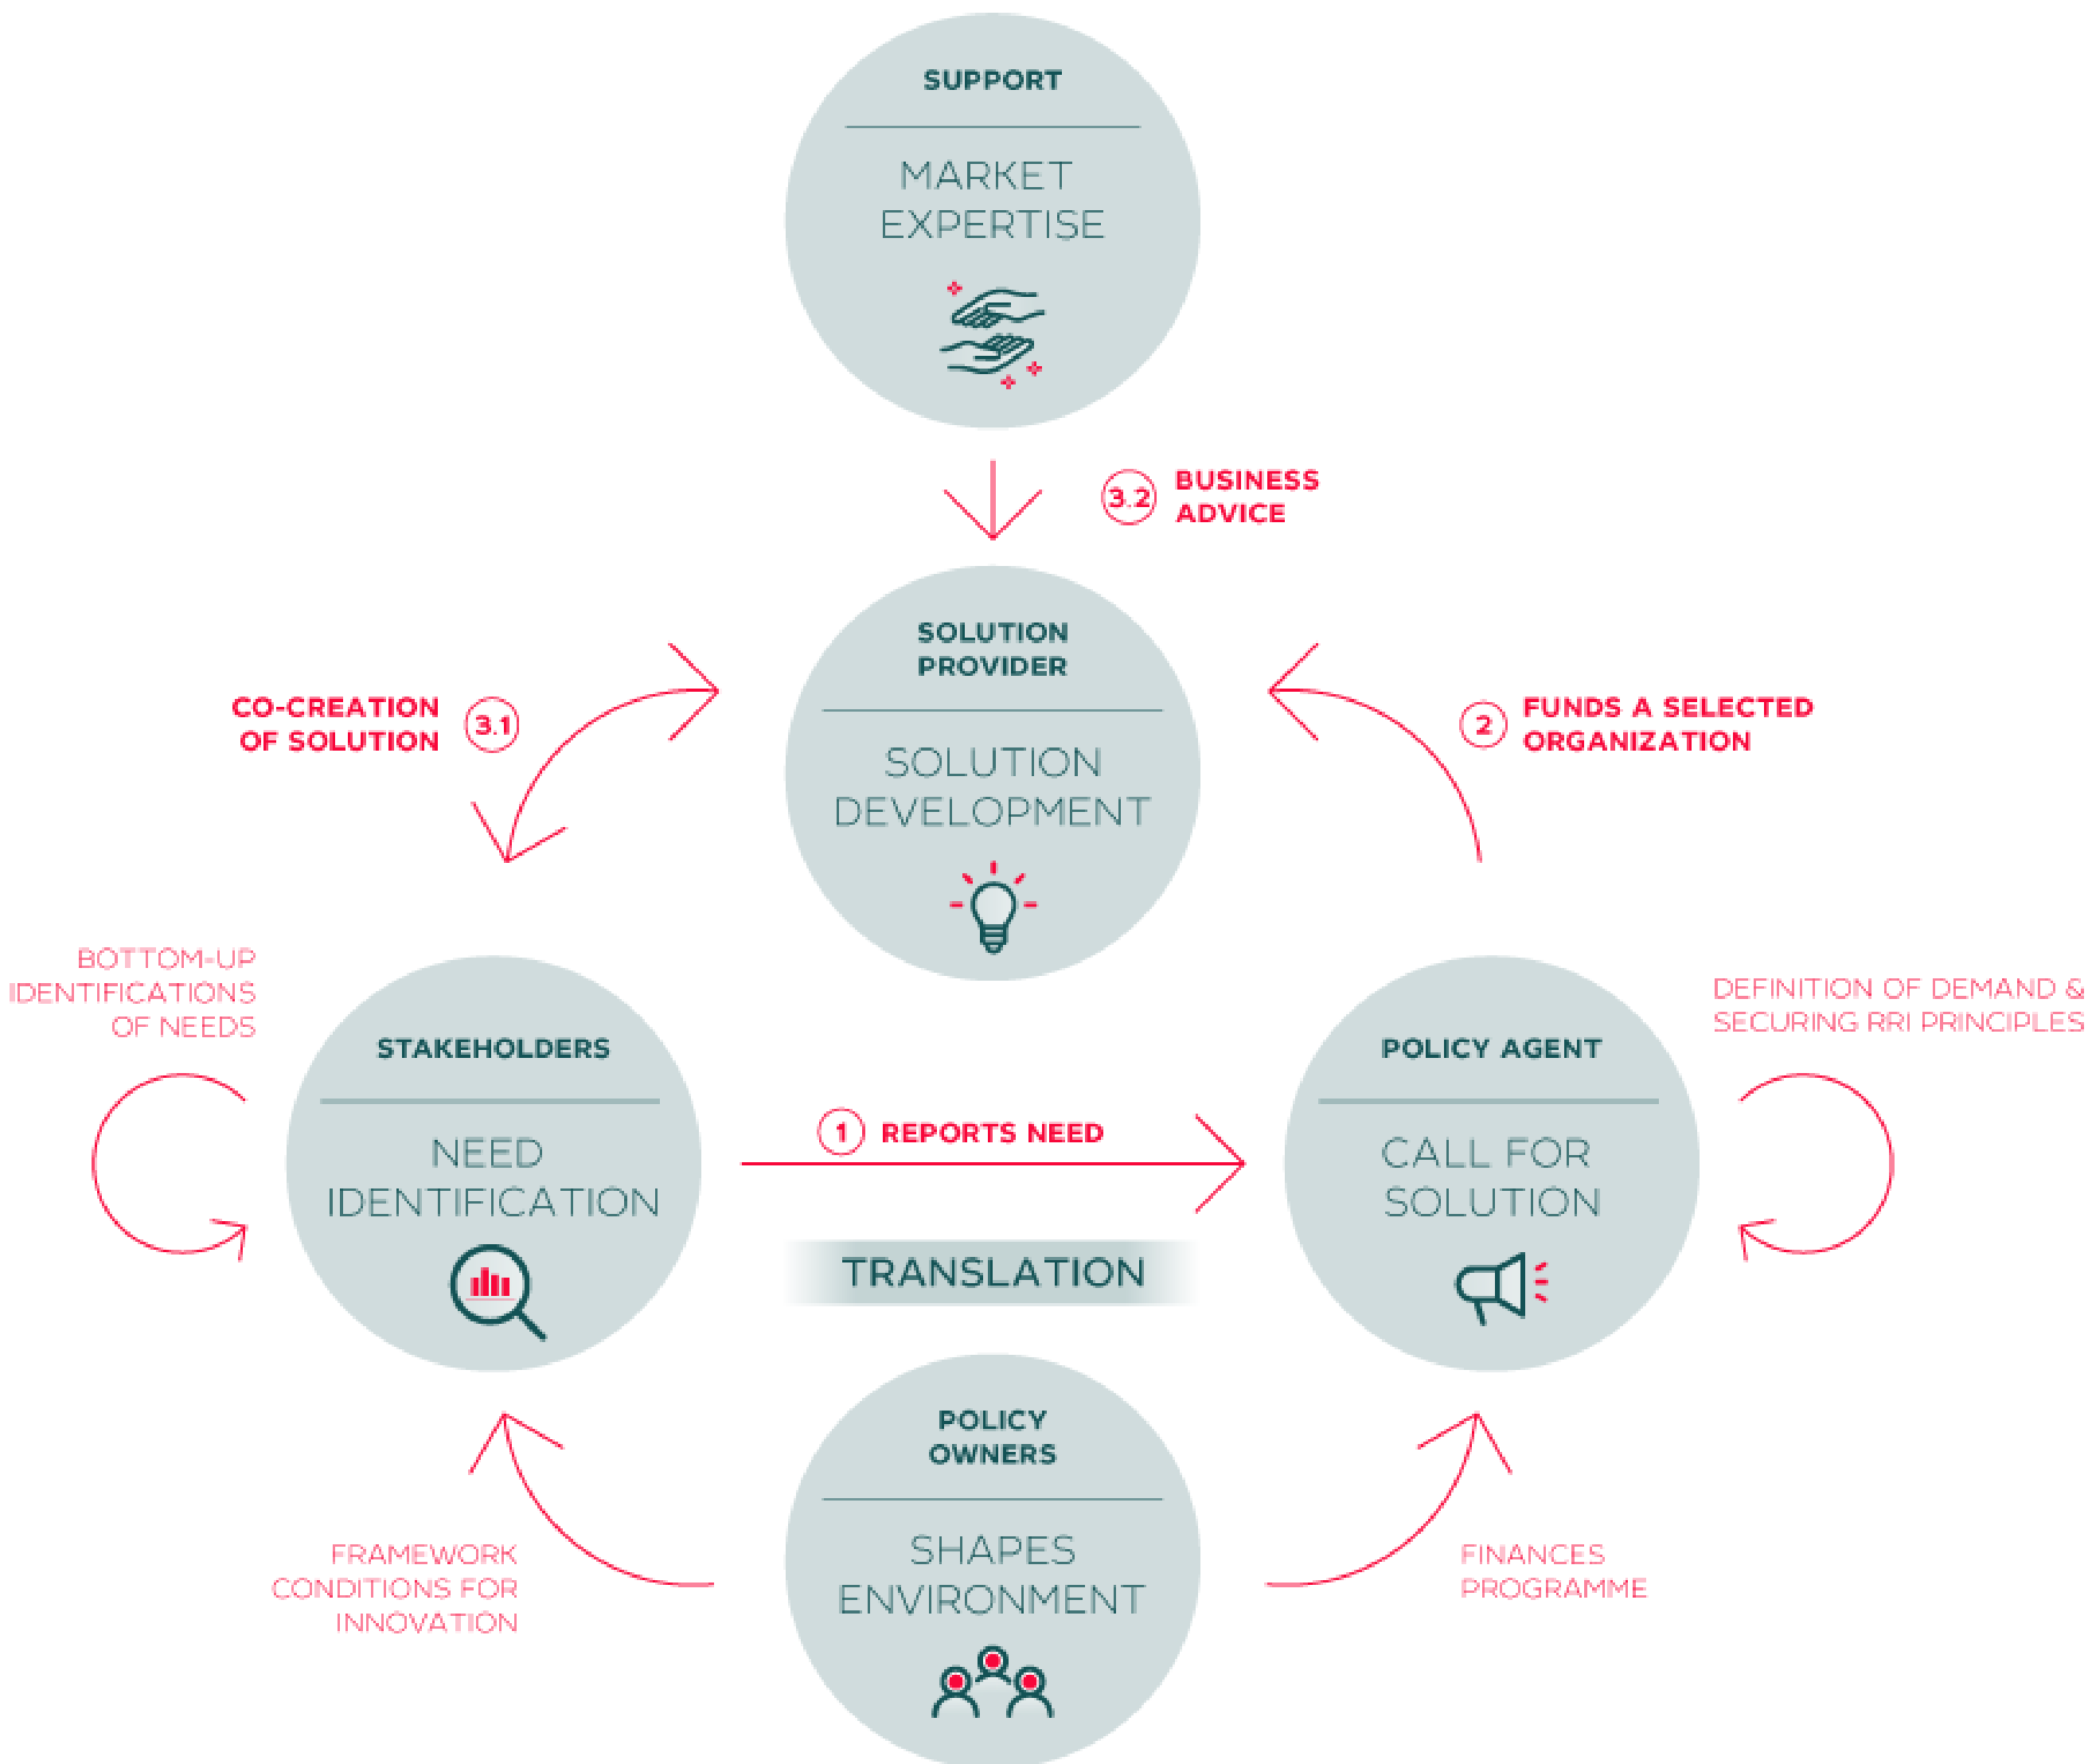 SUPPORT
MARKET
EXPERTISE
3.2
BUSINESS
ADVICE
SOLUTION
PROVIDER
SOLUTION
DEVELOPMENT
CO-CREATION
OF SOLUTION
3.1
2
FUNDS A SELECTED
ORGANIZATION
BOTTOM-UP
IDENTIFICATIONS
OF NEEDS
STAKEHOLDERS
NEED
IDENTIFICATION
1 REPORTS NEED
TRANSLATION
POLICY AGENT
CALL FOR
SOLUTION
DEFINITION OF DEMAND &
SECURING RRI PRINCIPLES
POLICY
OWNERS
SHAPES
ENVIRONMENT
FRAMEWORK
CONDITIONS FOR
INNOVATION
FINANCES
PROGRAMME